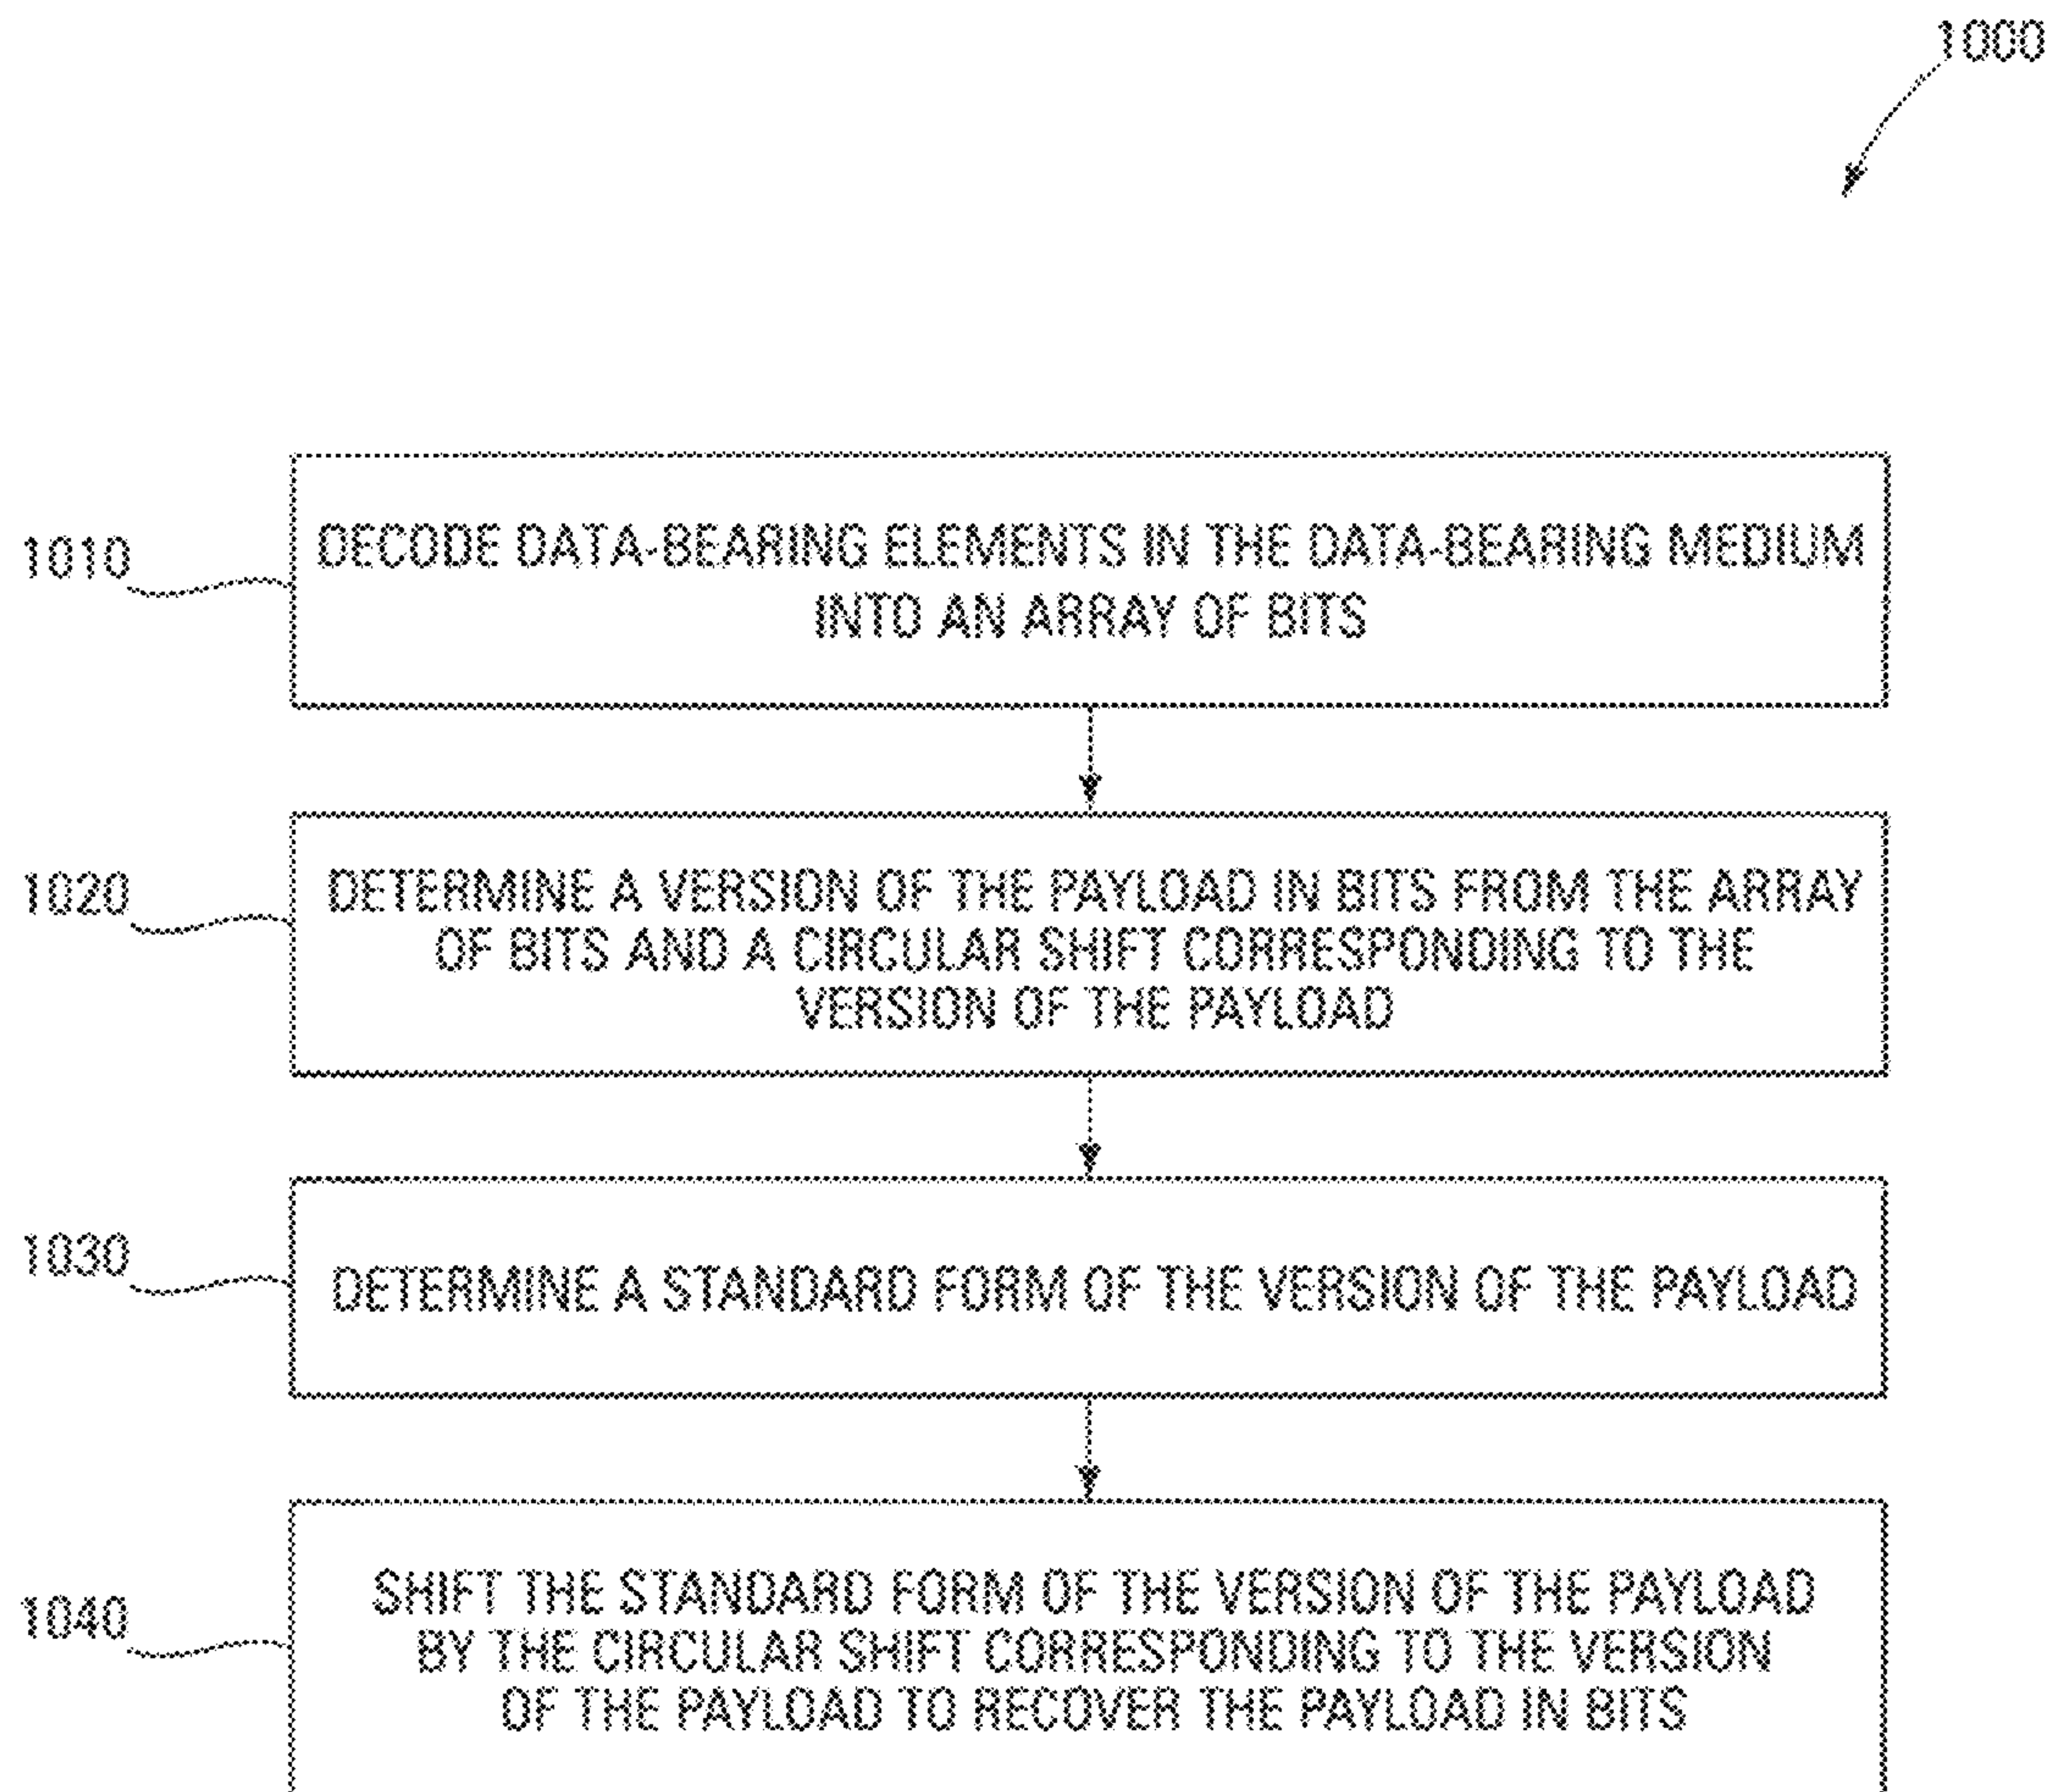 1000
1010
DECODE DATA-BEARING ELEMENTS IN THE DATA-BEARING MEDIUM
INTO AN ARRAY OF BITS
1020
DETERMINE A VERSION OF THE PAYLOAD IN BITS FROM THE ARRAY
OF BITS AND A CIRCULAR SHIFT CORRESPONDING TO THE
VERSION OF THE PAYLOAD
1030
DETERMINE A STANDARD FORM OF THE VERSION OF THE PAYLOAD
1040
SHIFT THE STANDARD FORM OF THE VERSION OF THE PAYLOAD
BY THE CIRCULAR SHIFT CORRESPONDING TO THE VERSION
OF THE PAYLOAD TO RECOVER THE PAYLOAD IN BITS